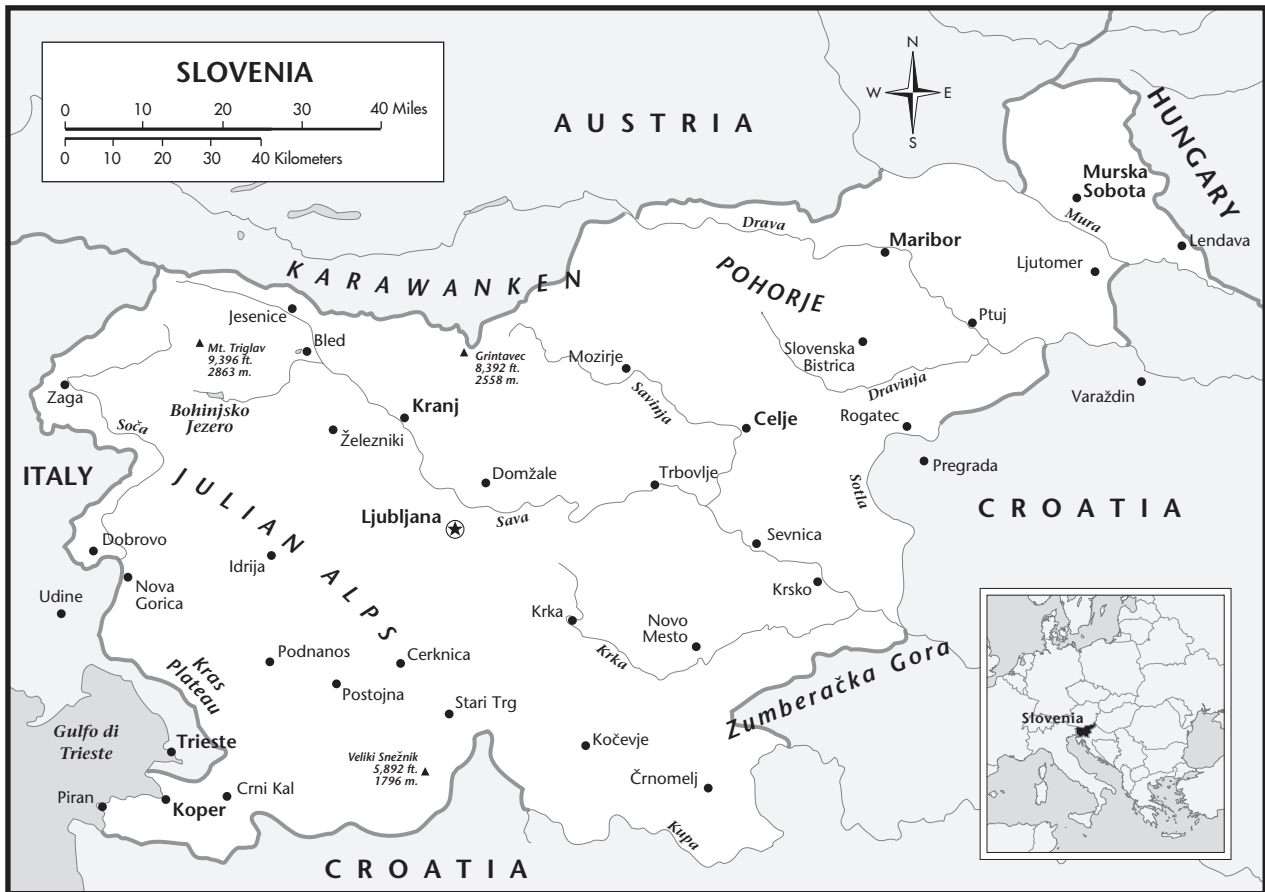 SLOVENIA
0 10 20 30 40 Miles
0 10 20 30 40 Kilometers
N
W E
S
AUSTRIA
HUNGARY
Murska
Sobota
Mura
Lendava
Drava
Maribor
Ljutomer
KARAWANKEN
POHORJE
Ptuj
Jesenice
Bled
Mt. Triglav
9,396 ft.
2863 m.
Grintavec
8,392 ft.
2558 m.
Mozirje
Slovenska
Bistrica
Dravinja
Varaždin
Zaga
Bohinjsko
Jezero
Kranj
Savinja
Celje
Rogatec
Soča
Železniki
Pregrada
ITALY
JULIAN ALPS
Domžale
Trbovlje
Sotla
CROATIA
Ljubljana
Sava
Sevnica
Dobrovo
Idrija
Nova
Gorica
Krsko
Udine
Krka
Novo
Mesto
Krka
Podnanos
Cerknica
Kras
Plateau
Postojna
Stari Trg
Zumberačka Gora
Slovenia
Gulfo di
Trieste
Trieste
Kočevje
Veliki Snežnik
5,892 ft.
1796 m.
Črnomelj
Piran
Koper
Crni Kal
Kupa
CROATIA